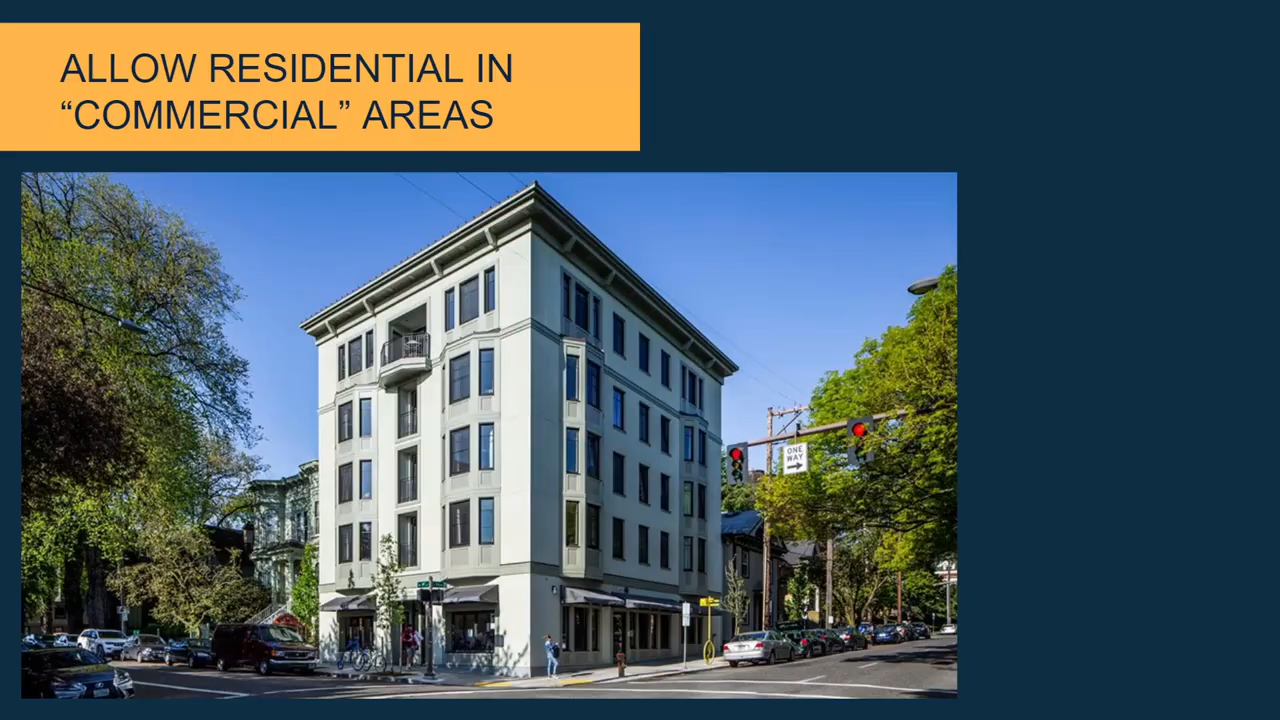 ALLOW RESIDENTIAL IN
“COMMERCIAL” AREAS
ONE
WAY